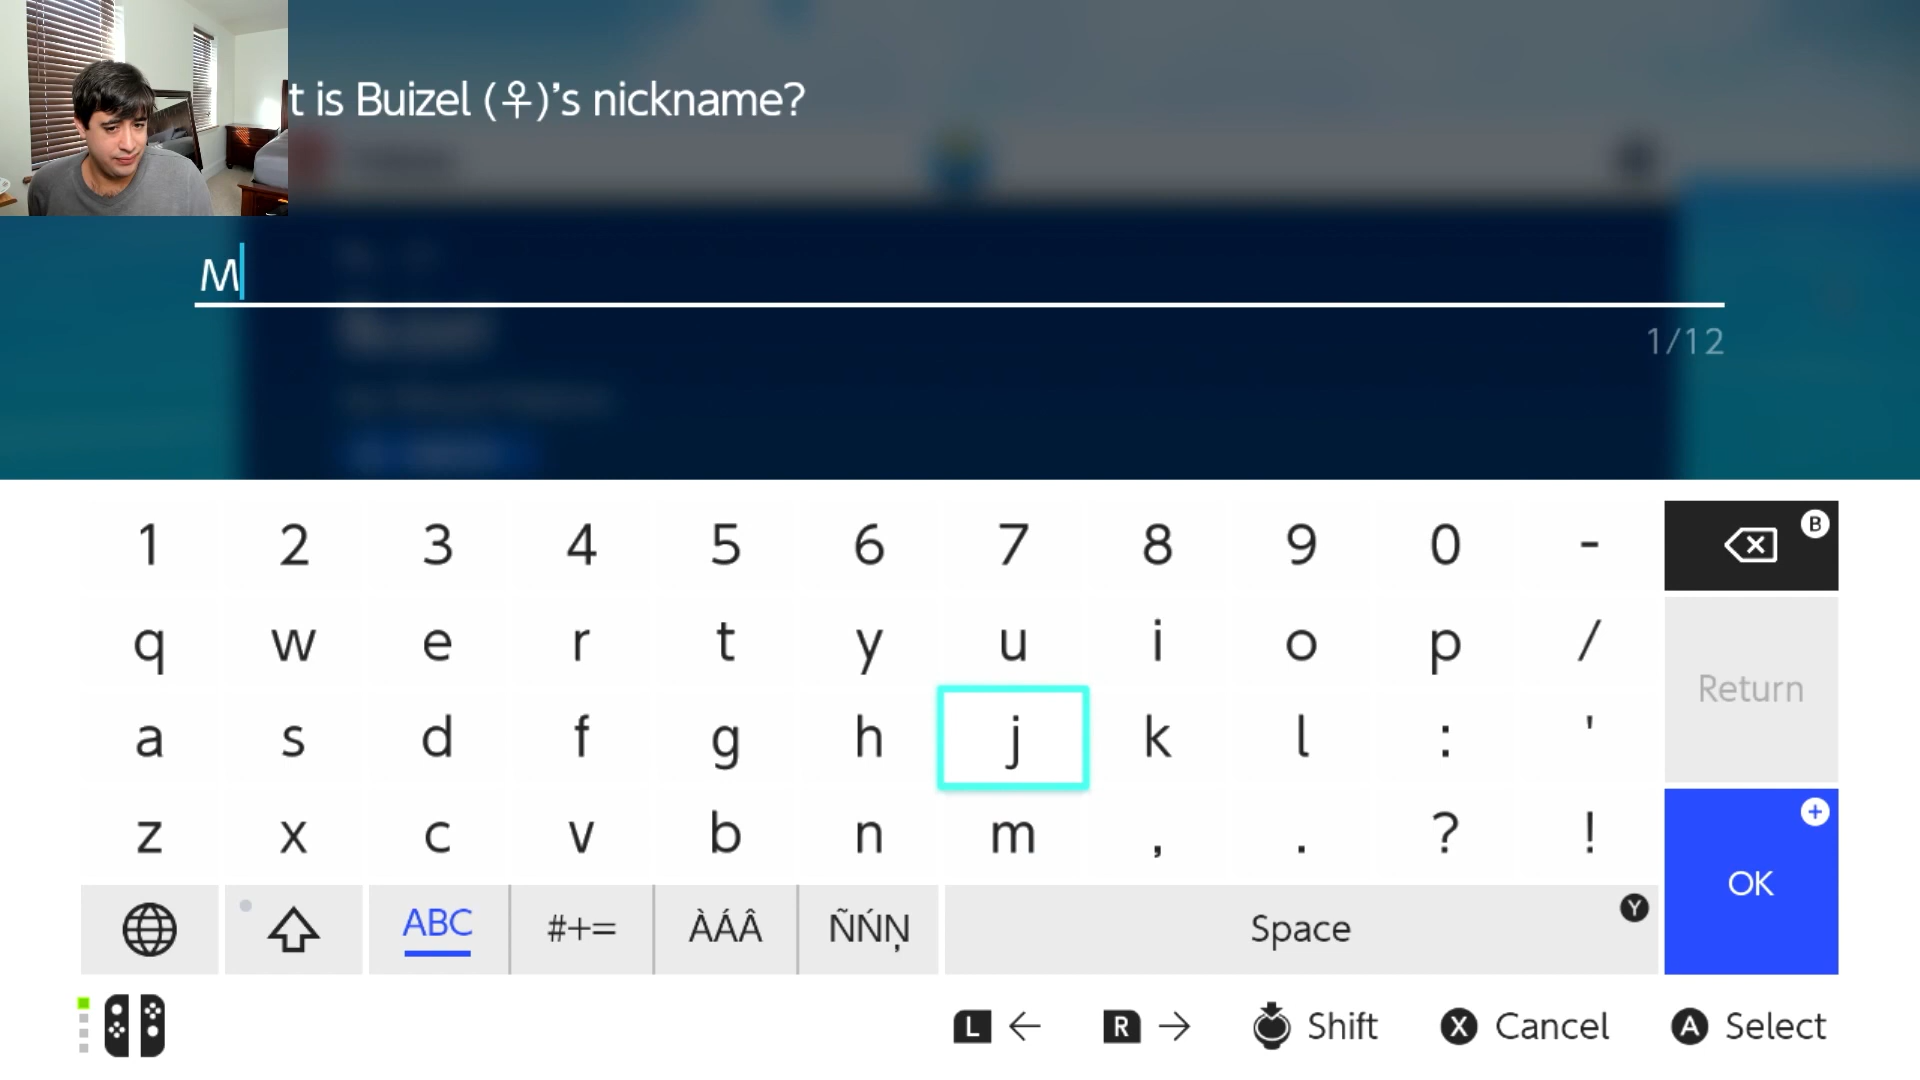 t is Buizel (♀)'s nickname?
M
1/12
1 2 3 4 5 6 7 8 9 0 - B
q w e r t y u i o p /
Return
a s d f g h j k l : '
z x c v b n m , . ? ! +
OK
ABC #+= ÀÁÂ ÑŃŅ Space Y
L ← R → Shift X Cancel A Select